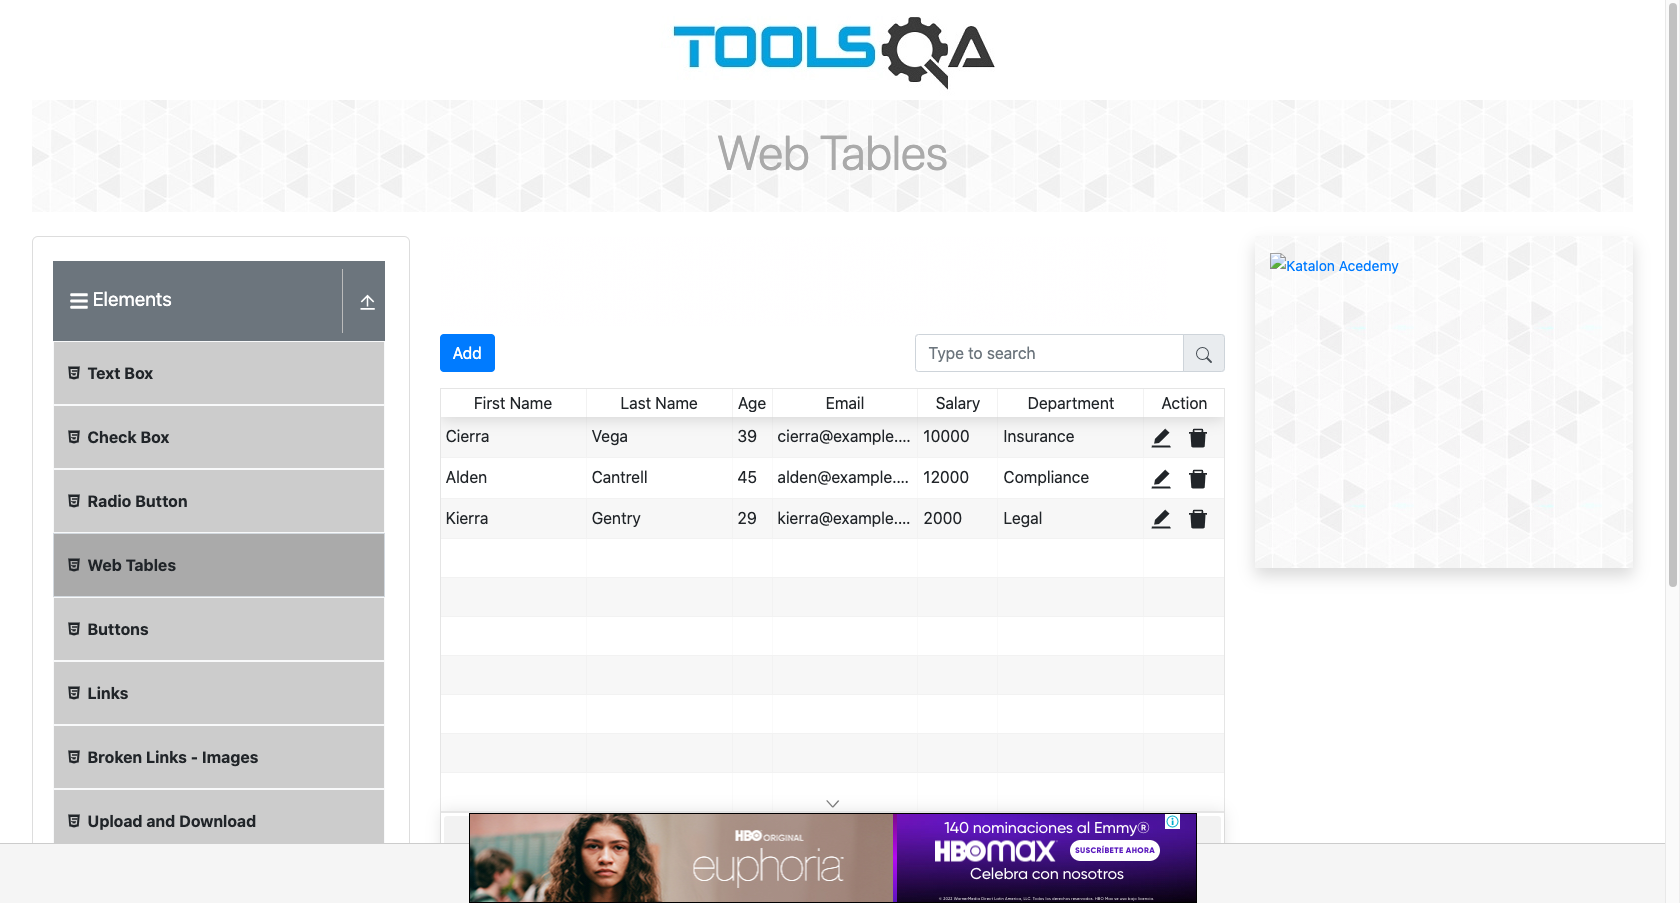 TOOLSQA
Web Tables
Elements
Text Box
Check Box
Radio Button
Web Tables
Buttons
Links
Broken Links - Images
Upload and Download
Add
Type to search
First Name Last Name Age Email Salary Department Action
Cierra Vega 39 cierra@example.... 10000 Insurance
Alden Cantrell 45 alden@example.... 12000 Compliance
Kierra Gentry 29 kierra@example.... 2000 Legal
Katalon Acedemy
HBO ORIGINAL
euphoria
140 nominaciones al Emmy®
HBOmax
SUSCRÍBETE AHORA
Celebra con nosotros